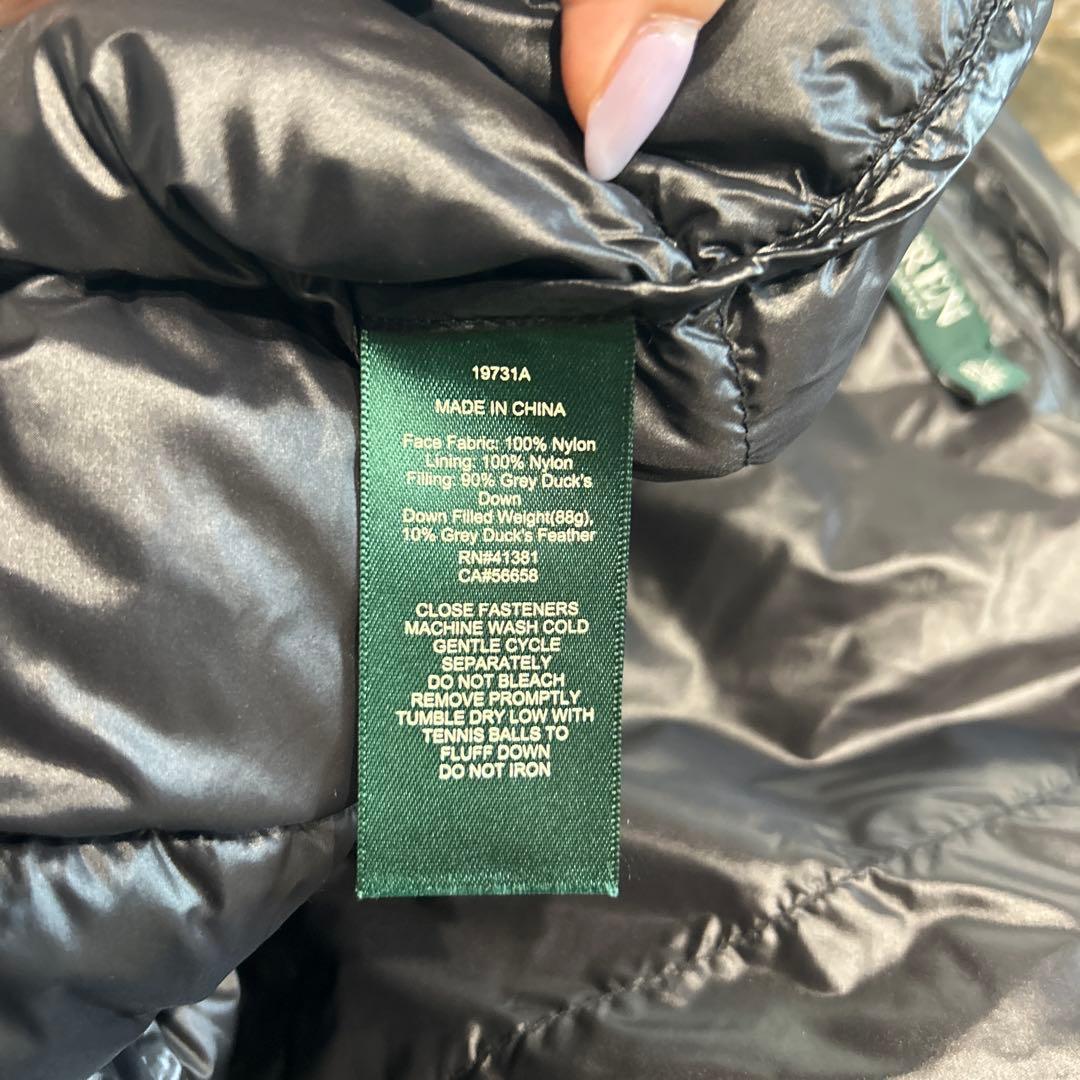 19731A
MADE IN CHINA
Face Fabric: 100% Nylon
Lining: 100% Nylon
Filling: 90% Grey Duck's
Down
Down Filled Weight(88g),
10% Grey Duck's Feather
RN#41381
CA#56658
CLOSE FASTENERS
MACHINE WASH COLD
GENTLE CYCLE
SEPARATELY
DO NOT BLEACH
REMOVE PROMPTLY
TUMBLE DRY LOW WITH
TENNIS BALLS TO
FLUFF DOWN
DO NOT IRON